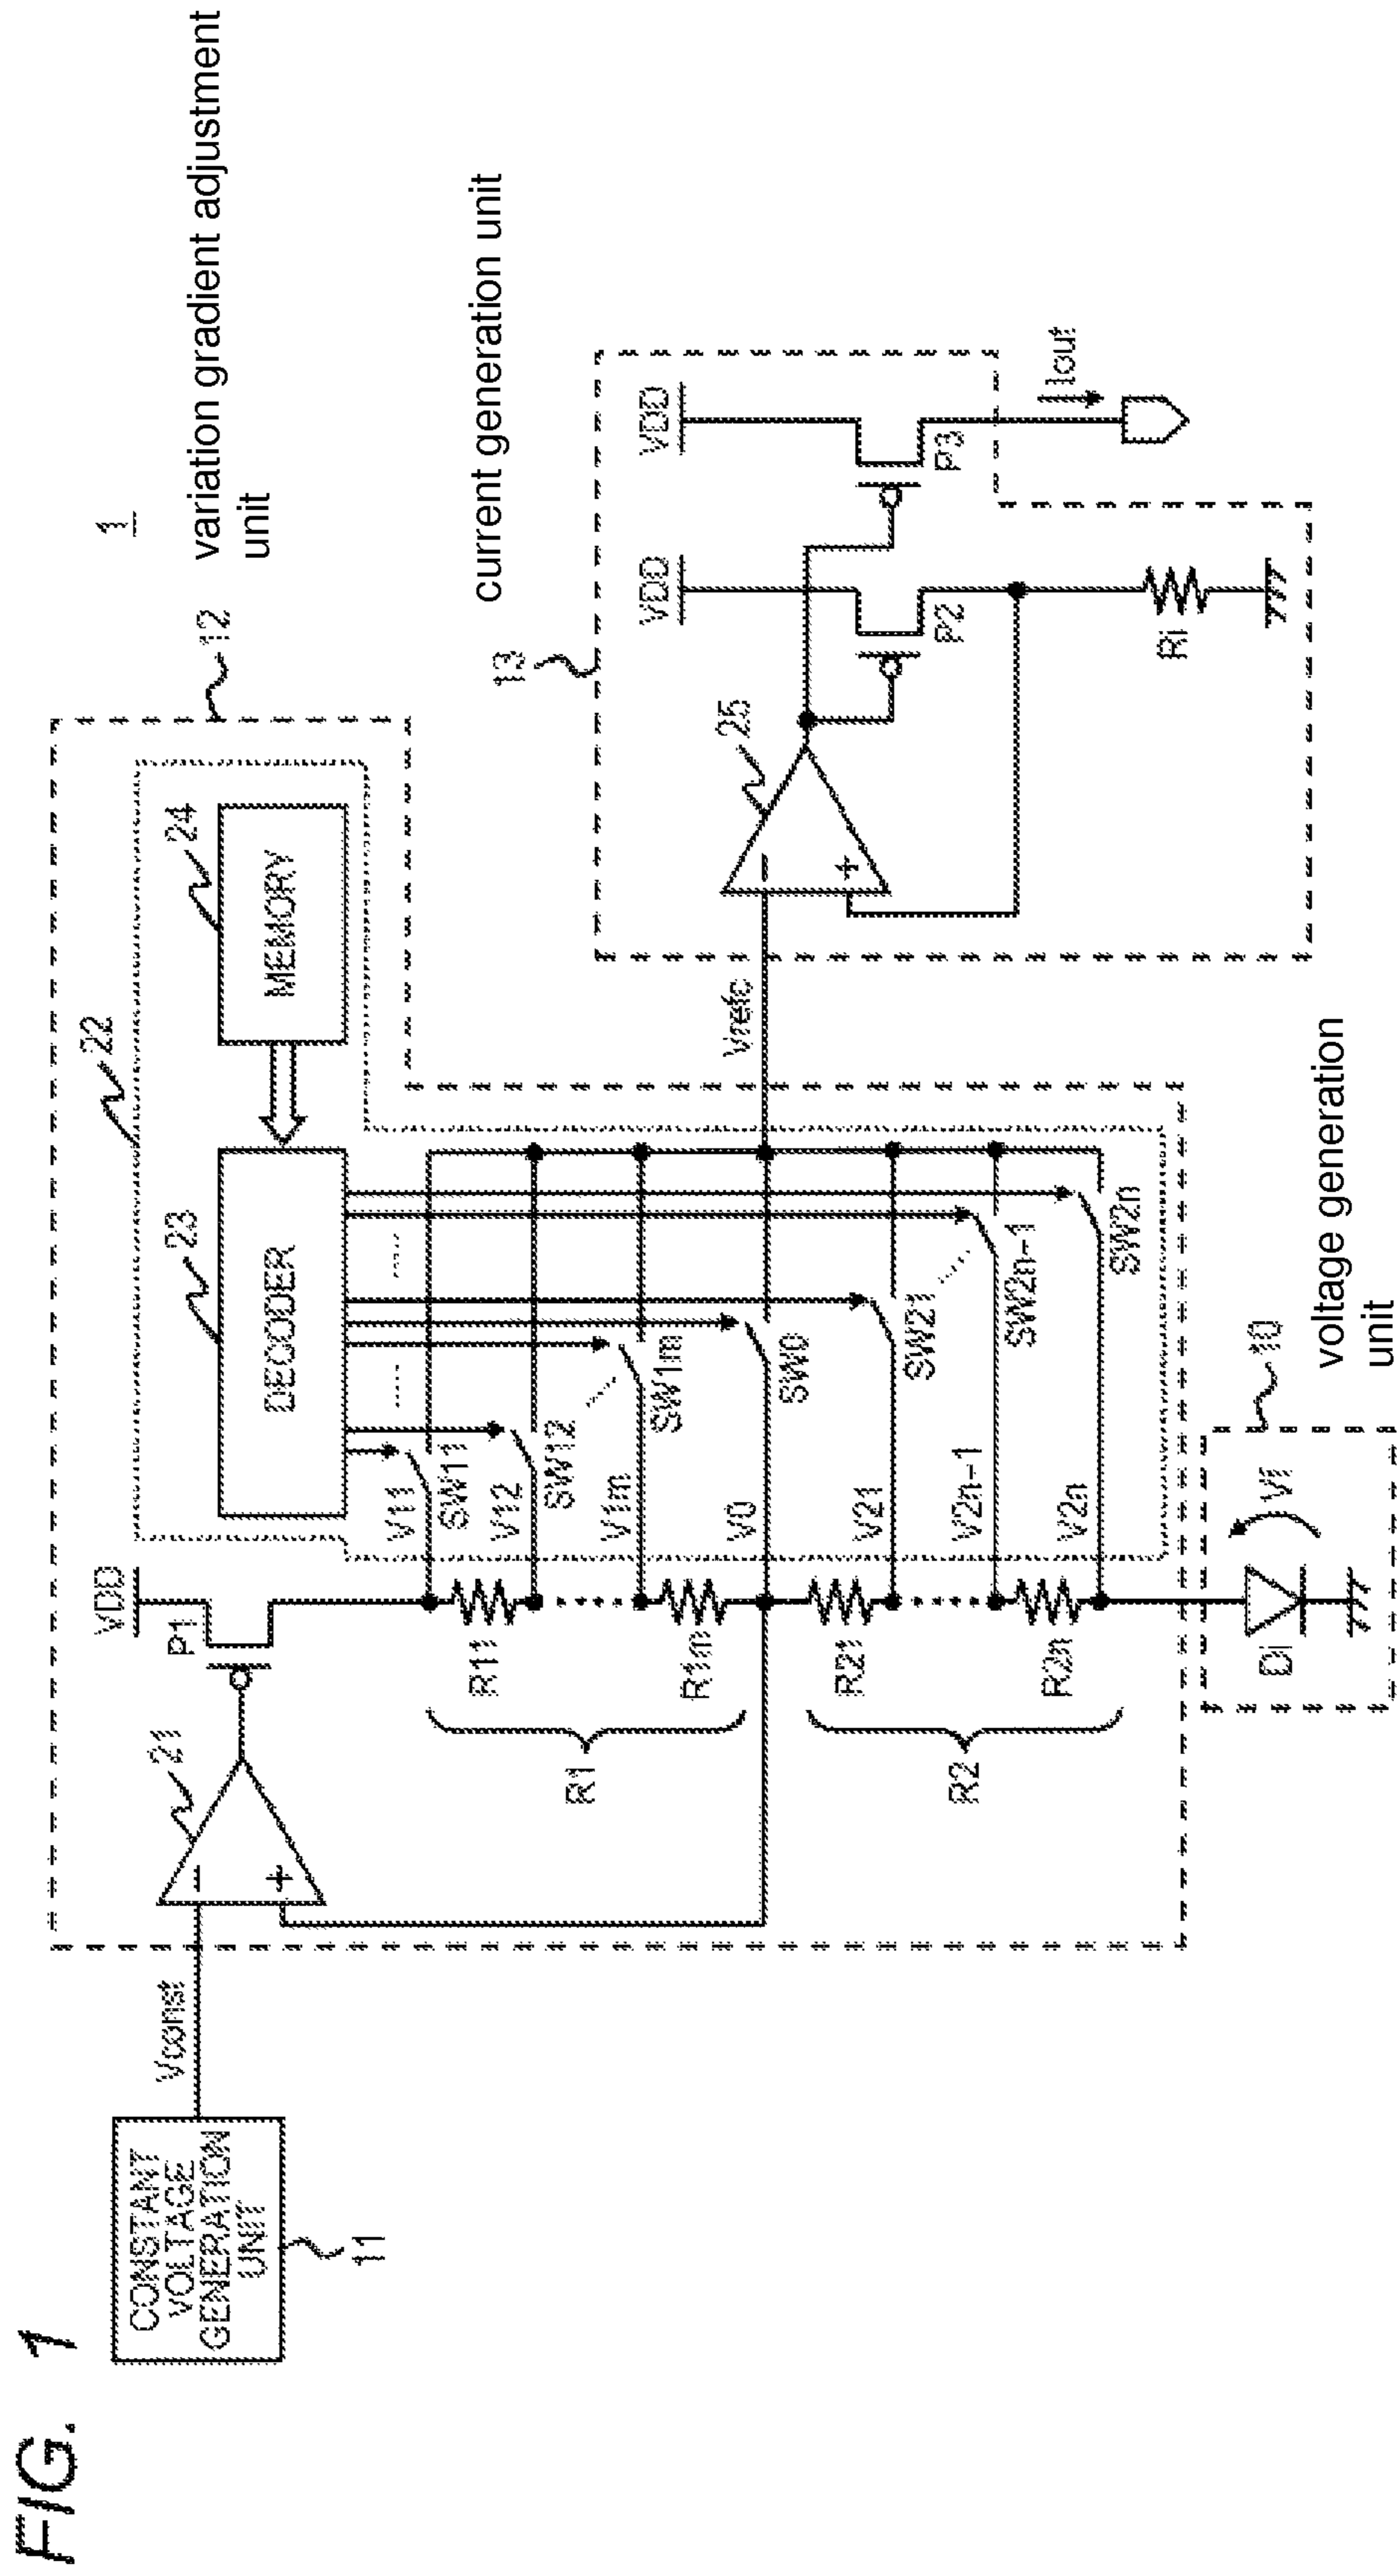 FIG. 1
1
CONSTANT
VOLTAGE
GENERATION
UNIT
11
Vconst
12
variation gradient adjustment
unit
21
VDD
P1
22
DECODER
23
MEMORY
24
R11
R1m
R1
R21
R2n
R2
V11
SW11
V12
SW12
V1m
SW1m
V0
SW0
V21
SW21
V2n-1
SW2n-1
V2n
SW2n
Vrefc
current generation unit
13
25
VDD
P2
VDD
P3
Iout
Ri
Di
Vf
10
voltage generation
unit